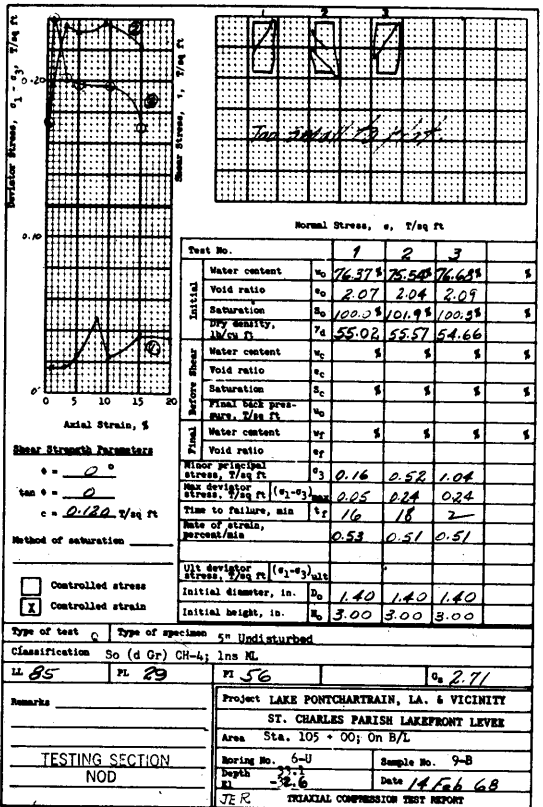 Deviator Stress, σ₁ - σ₃, T/sq ft
0.20
0.10
0
0 5 10 15 20
Axial Strain, %
Shear Stress, τ, T/sq ft
1 2 3
Too small to plot.
Normal Stress, σ, T/sq ft
Shear Strength Parameters
φ = 0 °
tan φ = 0
c = 0.120 T/sq ft
Method of saturation
Controlled stress
X Controlled strain
Test No. 1 2 3
Initial
Water content w₀ 76.37 % 75.54 % 76.68 %
Void ratio e₀ 2.07 2.04 2.09
Saturation S₀ 100.0 % 101.9 % 100.5 %
Dry density, lb/cu ft γd 55.02 55.57 54.66
Before Shear
Water content wc % % % %
Void ratio ec
Saturation Sc % % % %
Final back pressure, T/sq ft u₀
Final
Water content wf % % % %
Void ratio ef
Minor principal stress, T/sq ft σ₃ 0.16 0.52 1.04
Max deviator stress, T/sq ft (σ₁-σ₃)max 0.05 0.24 0.24
Time to failure, min tf 16 18 2
Rate of strain, percent/min 0.53 0.51 0.51
Ult deviator stress, T/sq ft (σ₁-σ₃)ult
Initial diameter, in. D₀ 1.40 1.40 1.40
Initial height, in. H₀ 3.00 3.00 3.00
Type of test Q Type of specimen 5" Undisturbed
Classification So (d Gr) CH-4; lns ML
LL 85 PL 29 PI 56 Gs 2.71
Remarks
TESTING SECTION
NOD
Project LAKE PONTCHARTRAIN, LA. & VICINITY
ST. CHARLES PARISH LAKEFRONT LEVEE
Area Sta. 105 + 00; On B/L
Boring No. 6-U Sample No. 9-B
Depth 33.1
El 32.6
Date 14 Feb 68
JER TRIAXIAL COMPRESSION TEST REPORT